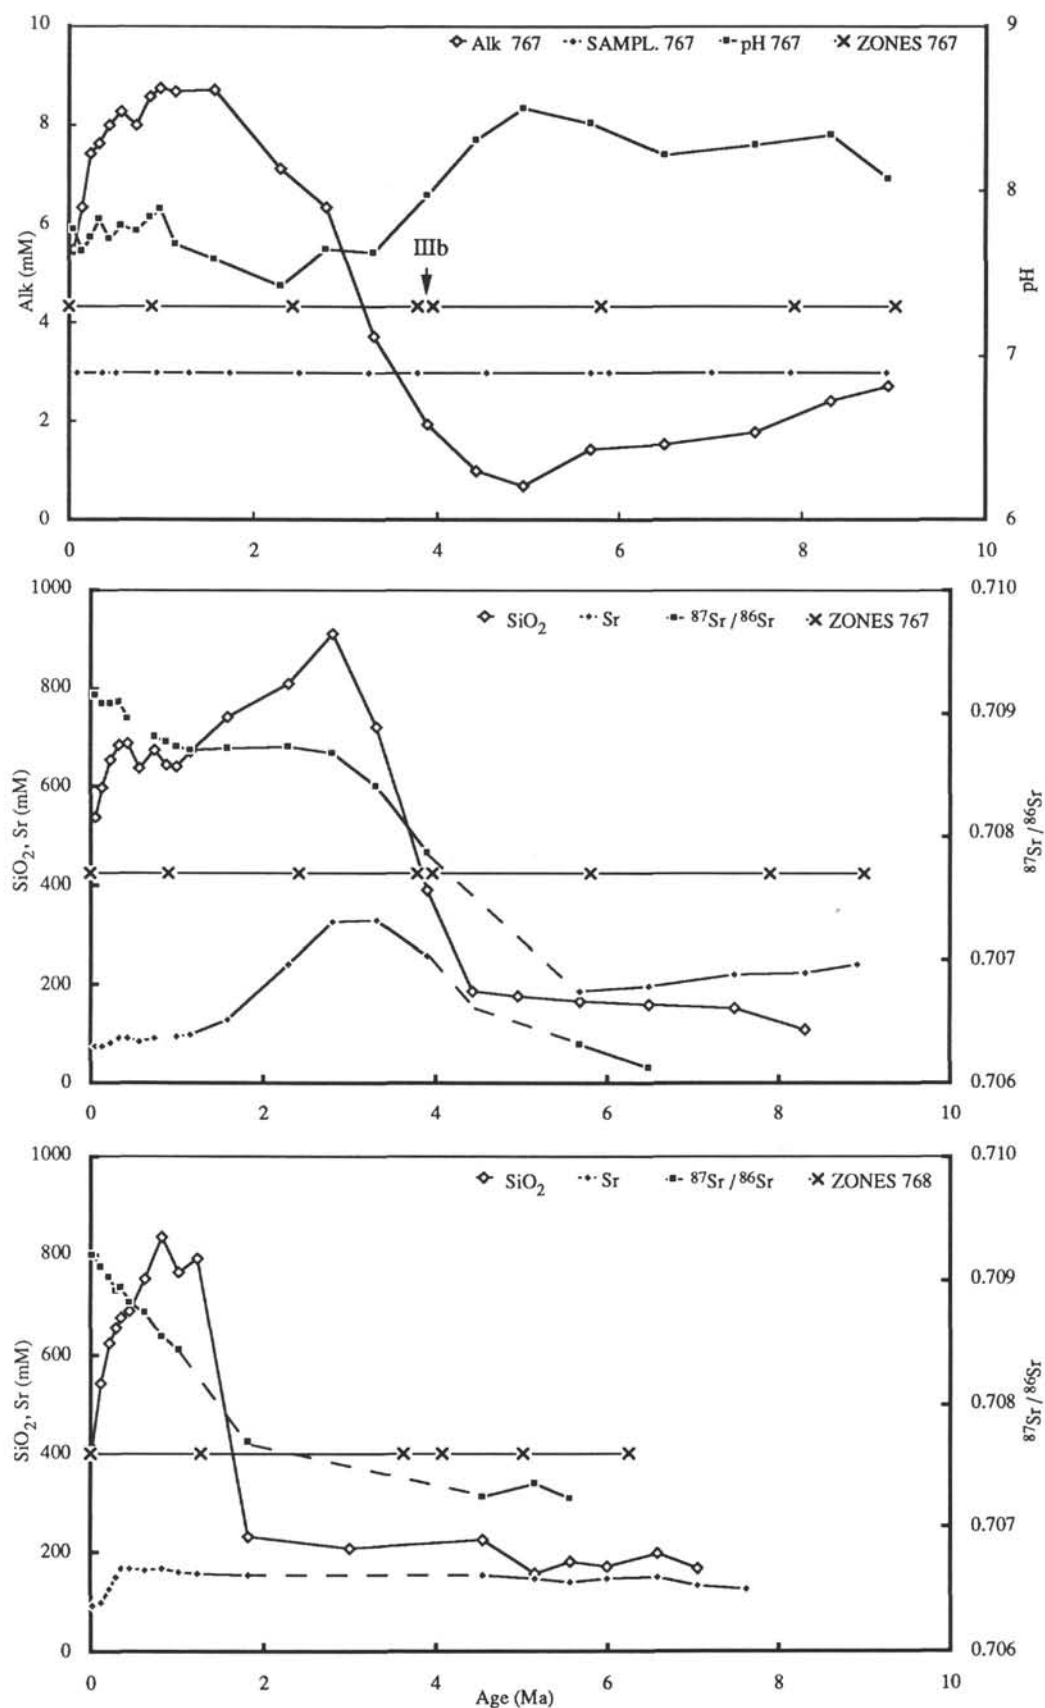 10
8
6
4
2
0
Alk (mM)
Alk 767 SAMPL. 767 pH 767 ZONES 767
IIIb
9
8
7
6
pH
0 2 4 6 8 10
1000
800
600
400
200
0
SiO2, Sr (mM)
SiO2 Sr 87Sr/86Sr ZONES 767
0.710
0.709
0.708
0.707
0.706
87Sr/86Sr
0 2 4 6 8 10
1000
800
600
400
200
0
SiO2, Sr (mM)
SiO2 Sr 87Sr/86Sr ZONES 768
0.710
0.709
0.708
0.707
0.706
87Sr/86Sr
0 2 4 6 8 10
Age (Ma)